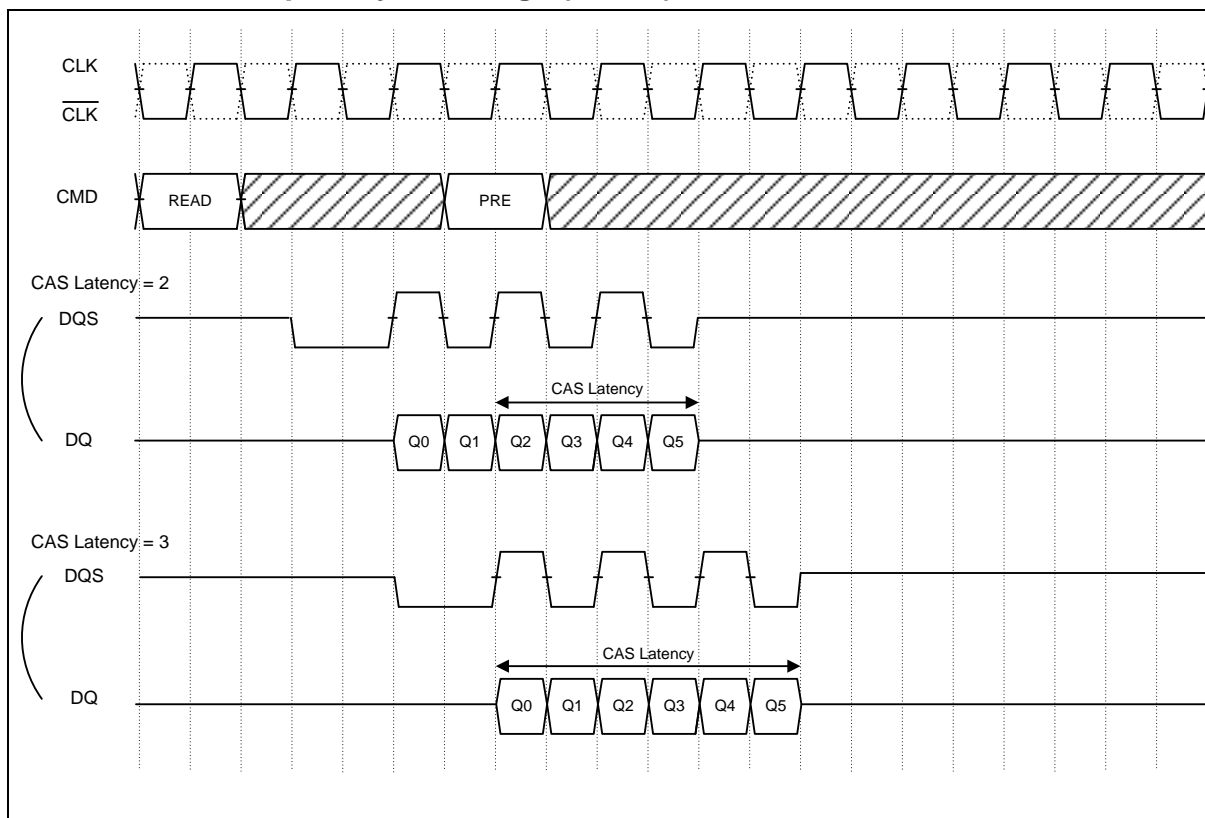 CLK
CLK
CMD
READ
PRE
CAS Latency = 2
DQS
CAS Latency
DQ
Q0 Q1 Q2 Q3 Q4 Q5
CAS Latency = 3
DQS
CAS Latency
DQ
Q0 Q1 Q2 Q3 Q4 Q5